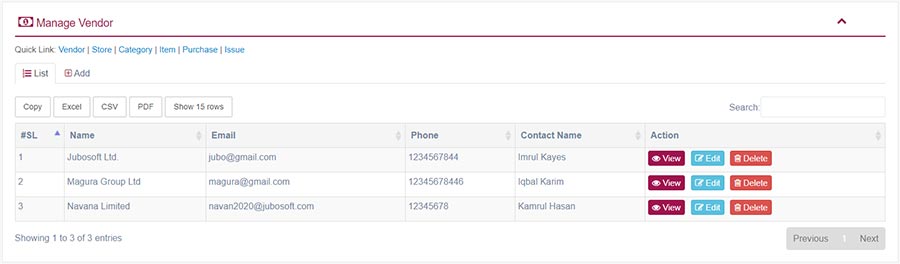 Manage Vendor
Quick Link: Vendor | Store | Category | Item | Purchase | Issue
List Add
Copy Excel CSV PDF Show 15 rows Search:
#SL Name Email Phone Contact Name Action
1 Jubosoft Ltd. jubo@gmail.com 1234567844 Imrul Kayes View Edit Delete
2 Magura Group Ltd magura@gmail.com 12345678446 Iqbal Karim View Edit Delete
3 Navana Limited navan2020@jubosoft.com 12345678 Kamrul Hasan View Edit Delete
Showing 1 to 3 of 3 entries Previous 1 Next